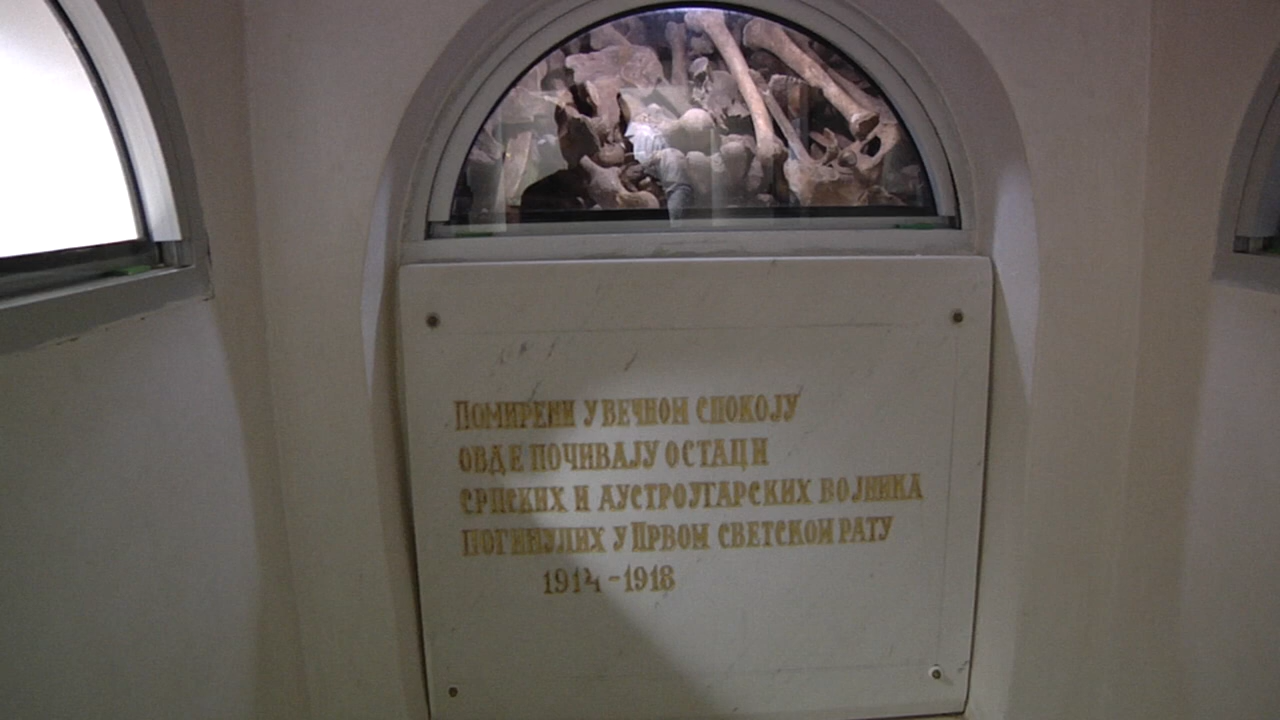 ПОМИРЕНИ У ВЕЧНОМ СПОКОЈУ
ОВДЕ ПОЧИВАЈУ ОСТАЦИ
СРПСКИХ И АУСТРОУГАРСКИХ ВОЈНИКА
ПОГИНУЛИХ У ПРВОМ СВЕТСКОМ РАТУ
1914-1918